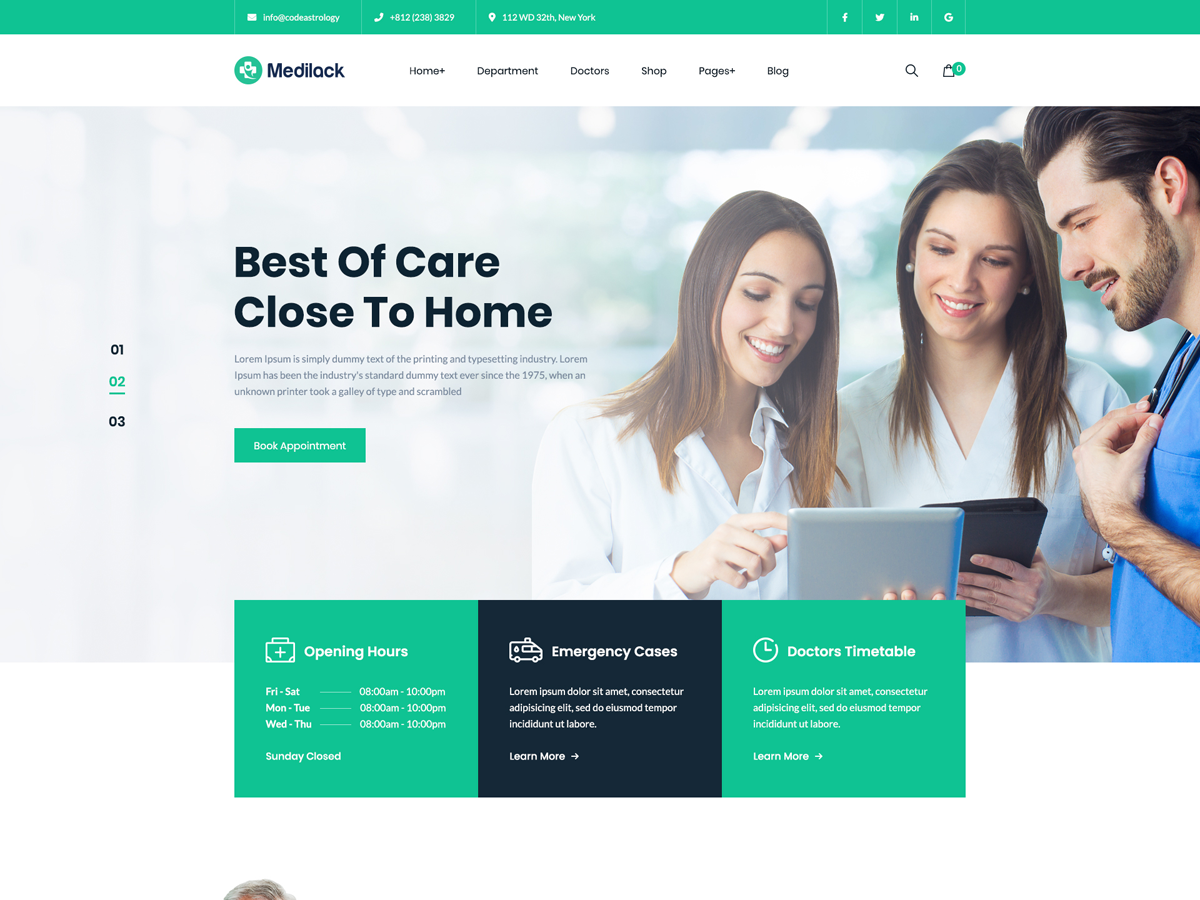 info@codeastrology
+812 (238) 3829
112 WD 32th, New York
Medilack
Home+ Department Doctors Shop Pages+ Blog
0
Best Of Care
Close To Home
Lorem Ipsum is simply dummy text of the printing and typesetting industry. Lorem
Ipsum has been the industry's standard dummy text ever since the 1975, when an
unknown printer took a galley of type and scrambled
01
02
03
Book Appointment
Opening Hours
Fri - Sat 08:00am - 10:00pm
Mon - Tue 08:00am - 10:00pm
Wed - Thu 08:00am - 10:00pm
Sunday Closed
Emergency Cases
Lorem ipsum dolor sit amet, consectetur
adipisicing elit, sed do eiusmod tempor
incididunt ut labore.
Learn More →
Doctors Timetable
Lorem ipsum dolor sit amet, consectetur
adipisicing elit, sed do eiusmod tempor
incididunt ut labore.
Learn More →